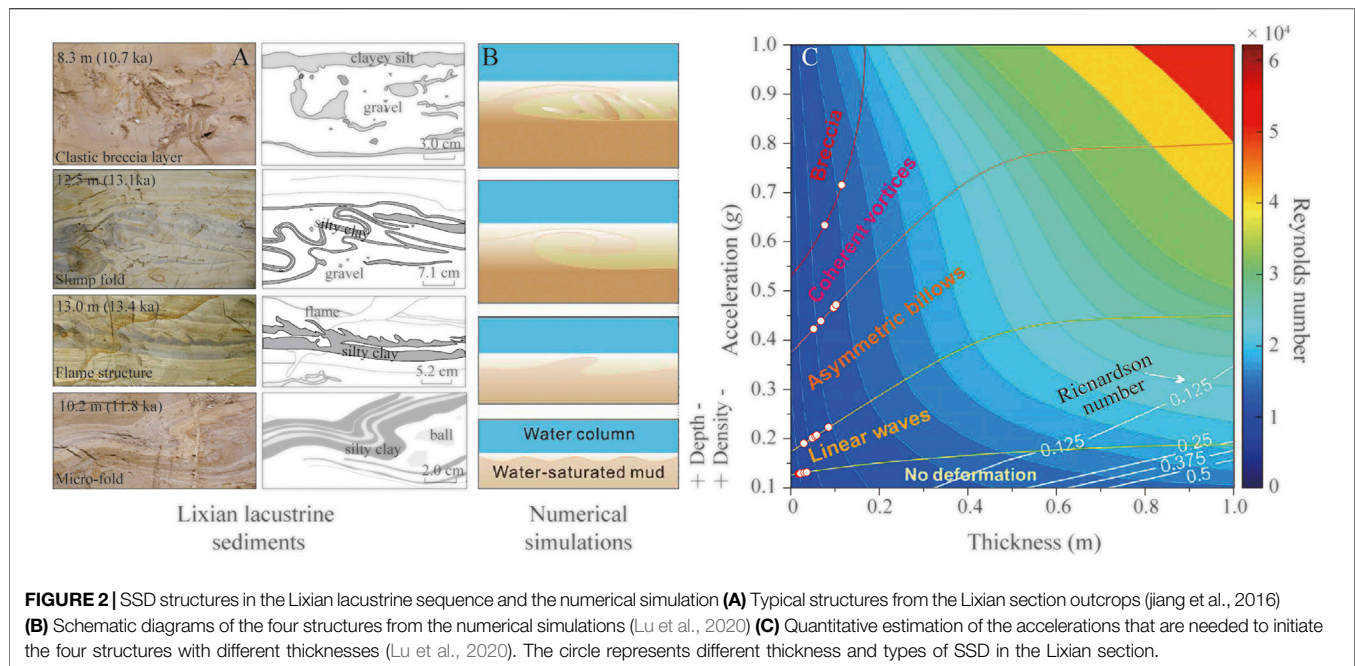 8.3 m (10.7 ka)
A
Clastic breccia layer
clayey silt
gravel
3.0 cm
12.5 m (13.1ka)
Slump fold
silty clay
gravel
7.1 cm
13.0 m (13.4 ka)
Flame structure
flame
silty clay
5.2 cm
10.2 m (11.8 ka)
Micro-fold
silty clay
ball
2.0 cm
Lixian lacustrine
sediments
B
Water column
Water-saturated mud
Numerical
simulations
+ Depth -
+ Density -
C
Acceleration (g)
1.0
0.9
0.8
0.7
0.6
0.5
0.4
0.3
0.2
0.1
Breccia
Coherent vortices
Asymmetric billows
Linear waves
No deformation
Ricnardson
number
0.125
0.125
0.25
0.375
0.5
0
0.2
0.4
0.6
0.8
1.0
Thickness (m)
× 10⁴
6
5
4
3
2
1
0
Reynolds number
FIGURE 2 | SSD structures in the Lixian lacustrine sequence and the numerical simulation (A) Typical structures from the Lixian section outcrops (jiang et al., 2016)
(B) Schematic diagrams of the four structures from the numerical simulations (Lu et al., 2020) (C) Quantitative estimation of the accelerations that are needed to initiate
the four structures with different thicknesses (Lu et al., 2020). The circle represents different thickness and types of SSD in the Lixian section.